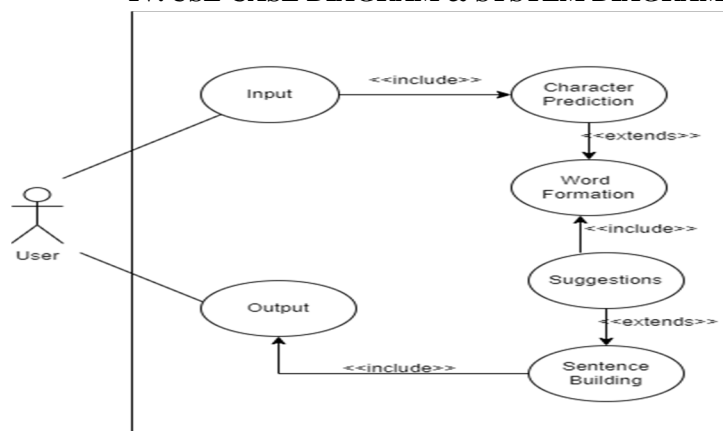 IV. USE CASE DIAGRAM & SYSTEM DIAGRAM
Input
<<include>>
Character
Prediction
<<extends>>
Word
Formation
<<include>>
User
Suggestions
Output
<<extends>>
<<include>>
Sentence
Building